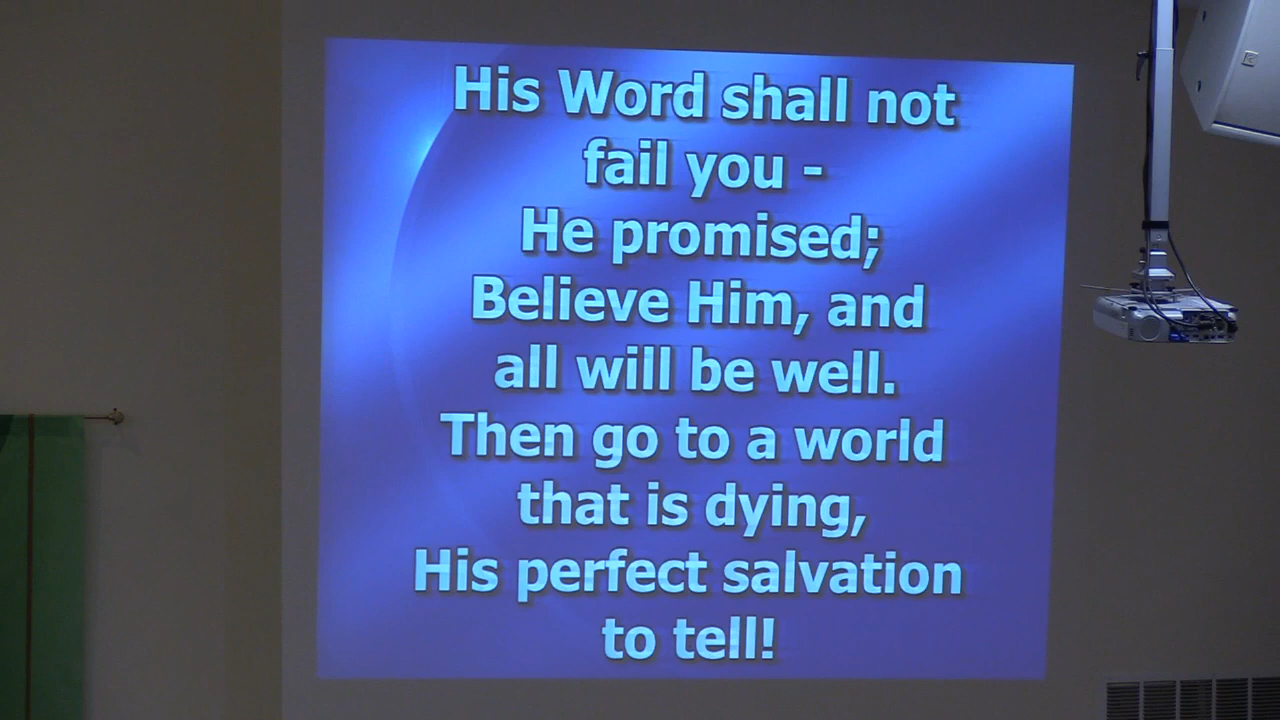 His Word shall not
fail you -
He promised;
Believe Him, and
all will be well.
Then go to a world
that is dying,
His perfect salvation
to tell!